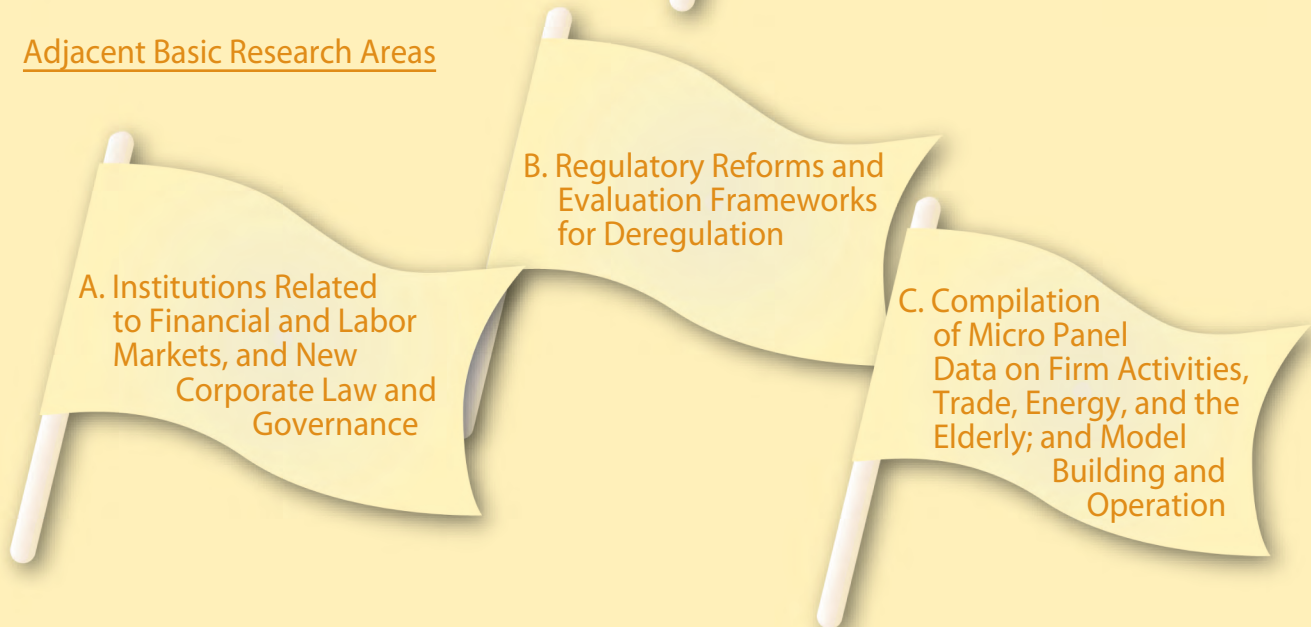 Adjacent Basic Research Areas
A. Institutions Related
to Financial and Labor
Markets, and New
Corporate Law and
Governance
B. Regulatory Reforms and
Evaluation Frameworks
for Deregulation
C. Compilation
of Micro Panel
Data on Firm Activities,
Trade, Energy, and the
Elderly; and Model
Building and
Operation